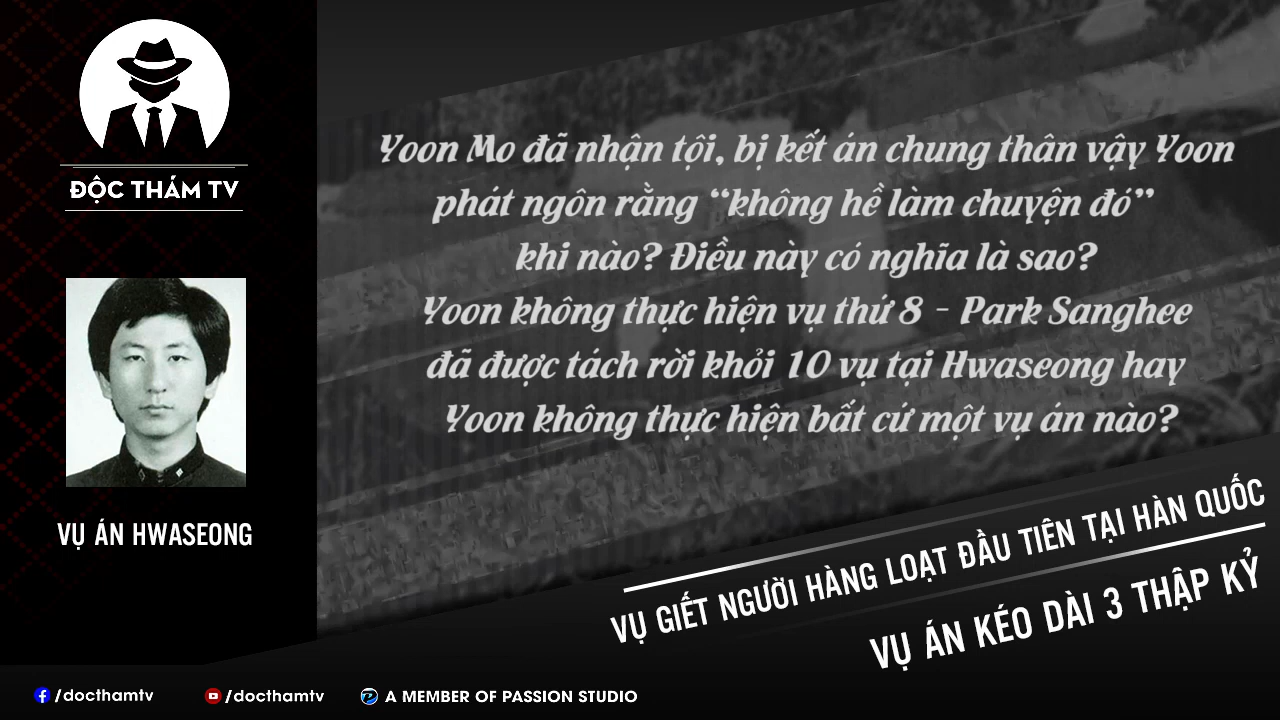 ĐỘC THÁM TV
VỤ ÁN HWASEONG
Yoon Mo đã nhận tội, bị kết án chung thân vậy Yoon
phát ngôn rằng “không hề làm chuyện đó”
khi nào? Điều này có nghĩa là sao?
Yoon không thực hiện vụ thứ 8 - Park Sanghee
đã được tách rời khỏi 10 vụ tại Hwaseong hay
Yoon không thực hiện bất cứ một vụ án nào?
VỤ GIẾT NGƯỜI HÀNG LOẠT ĐẦU TIÊN TẠI HÀN QUỐC
VỤ ÁN KÉO DÀI 3 THẬP KỶ
/docthamtv /docthamtv A MEMBER OF PASSION STUDIO